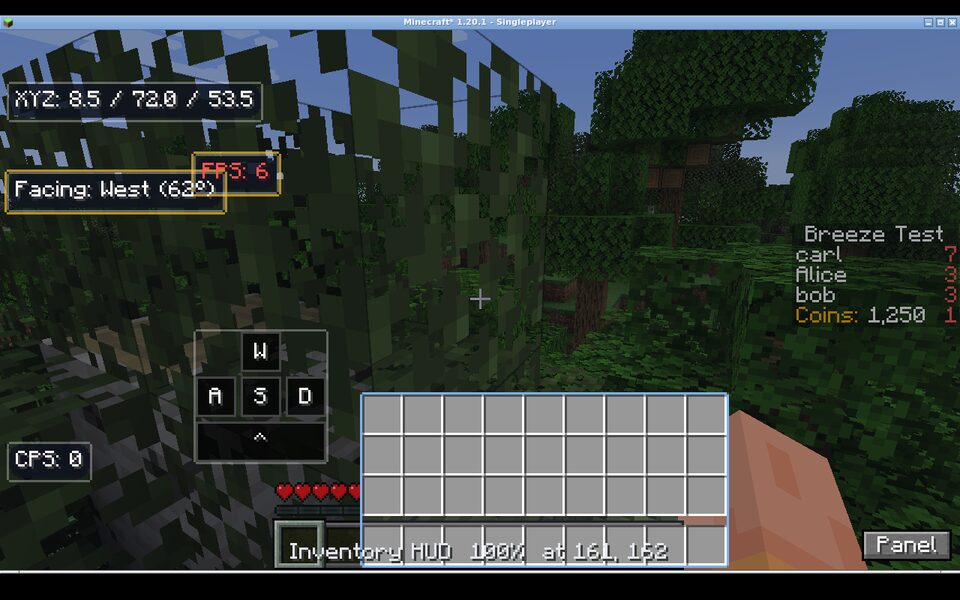 Minecraft* 1.20.1 - Singleplayer
XYZ: 8.5 / 72.0 / 53.5
FPS: 6
Facing: West (62º)
Breeze Test
carl 7
Alice 3
bob 3
Coins: 1,250 1
W
A S D
^
CPS: 0
Inventory HUD 100% at 161, 162
Panel